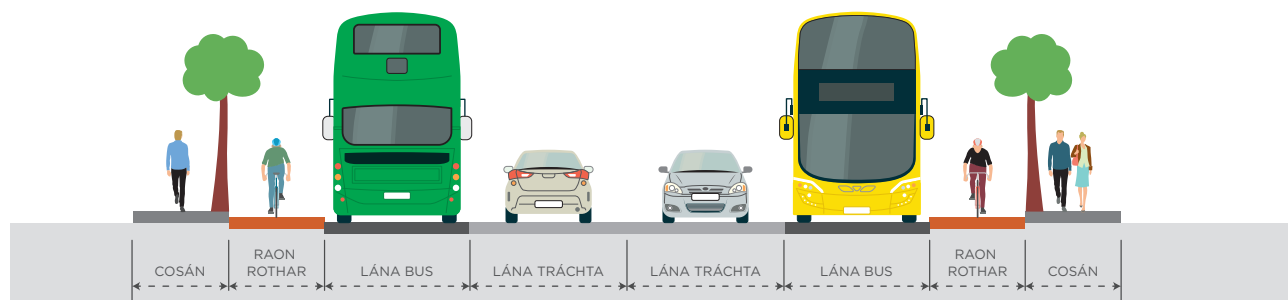 COSÁN
RAON
ROTHAR
LÁNA BUS
LÁNA TRÁCHTA
LÁNA TRÁCHTA
LÁNA BUS
RAON
ROTHAR
COSÁN